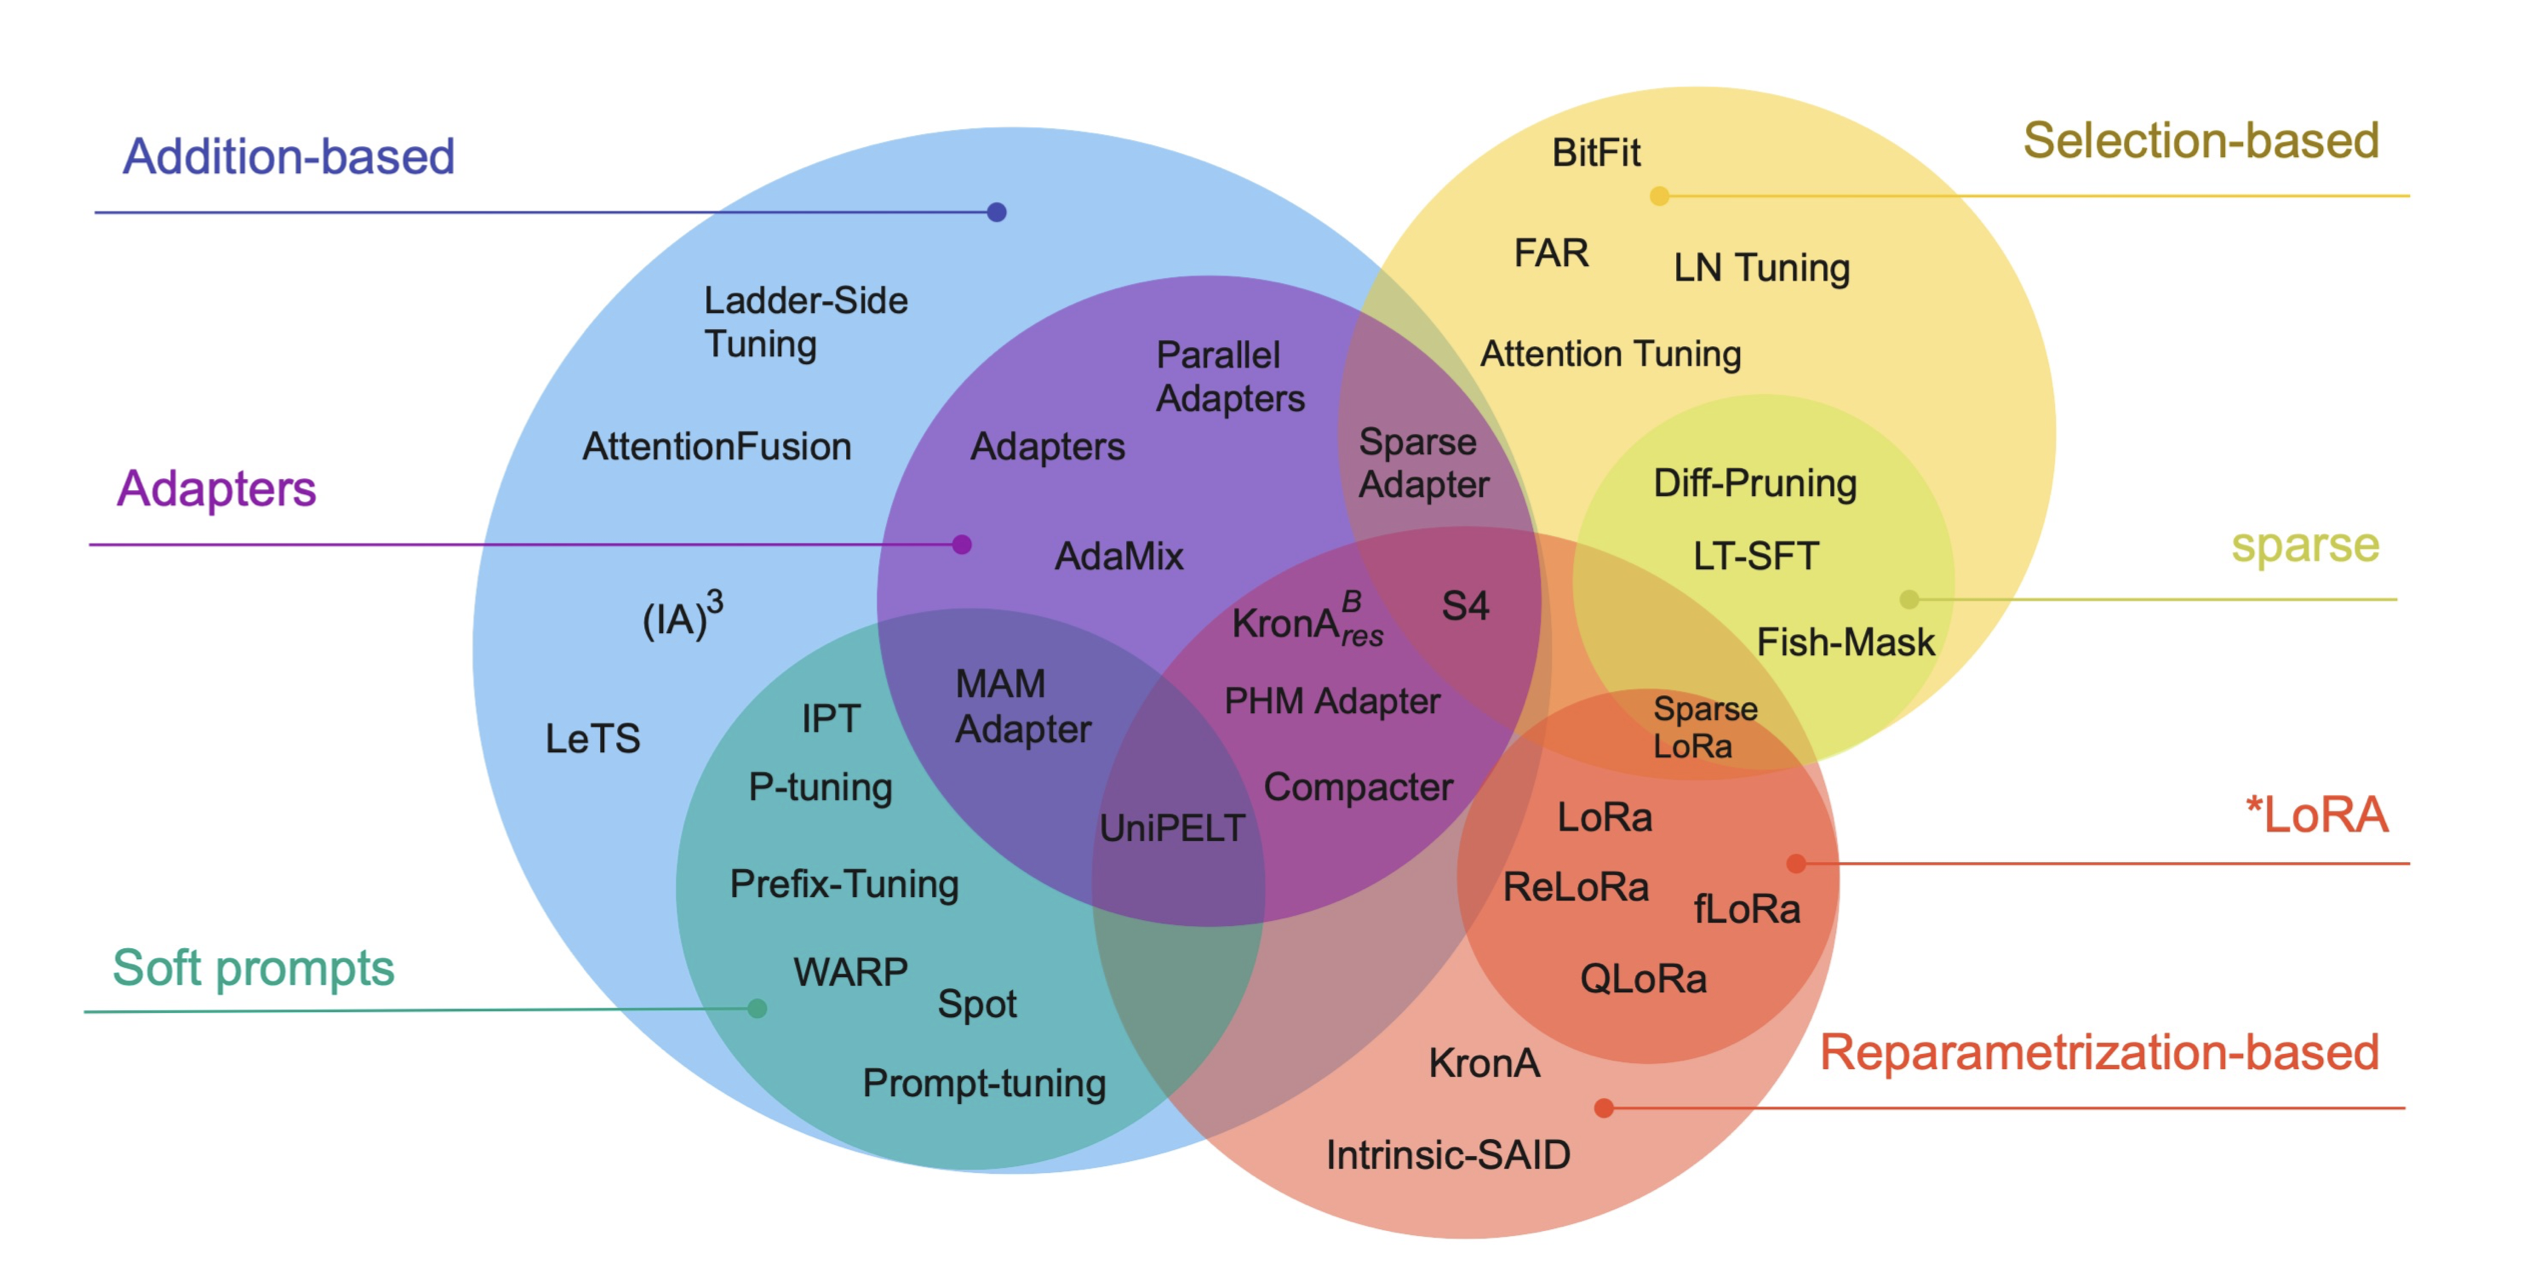 Addition-based
Selection-based
BitFit
FAR
LN Tuning
Ladder-Side
Tuning
Parallel
Adapters
Attention Tuning
AttentionFusion
Adapters
Sparse
Adapter
Adapters
Diff-Pruning
AdaMix
LT-SFT
sparse
(IA)³
KronA^B_res
S4
Fish-Mask
MAM
Adapter
PHM Adapter
Sparse
LoRa
LeTS
IPT
P-tuning
Compacter
UniPELT
LoRa
*LoRA
Prefix-Tuning
ReLoRa
fLoRa
Soft prompts
WARP
Spot
QLoRa
Prompt-tuning
KronA
Reparametrization-based
Intrinsic-SAID